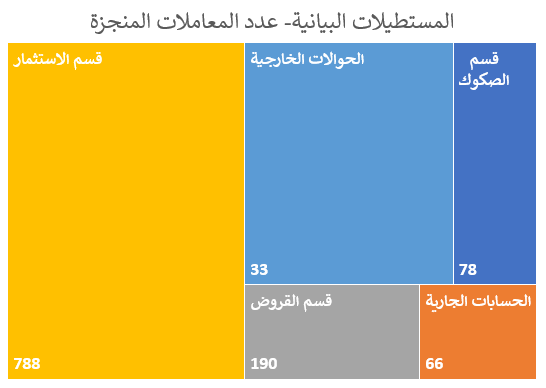 المستطيلات البيانية- عدد المعاملات المنجزة
قسم
الصكوك
78
الحوالات الخارجية
33
قسم الاستثمار
788
الحسابات الجارية
66
قسم القروض
190